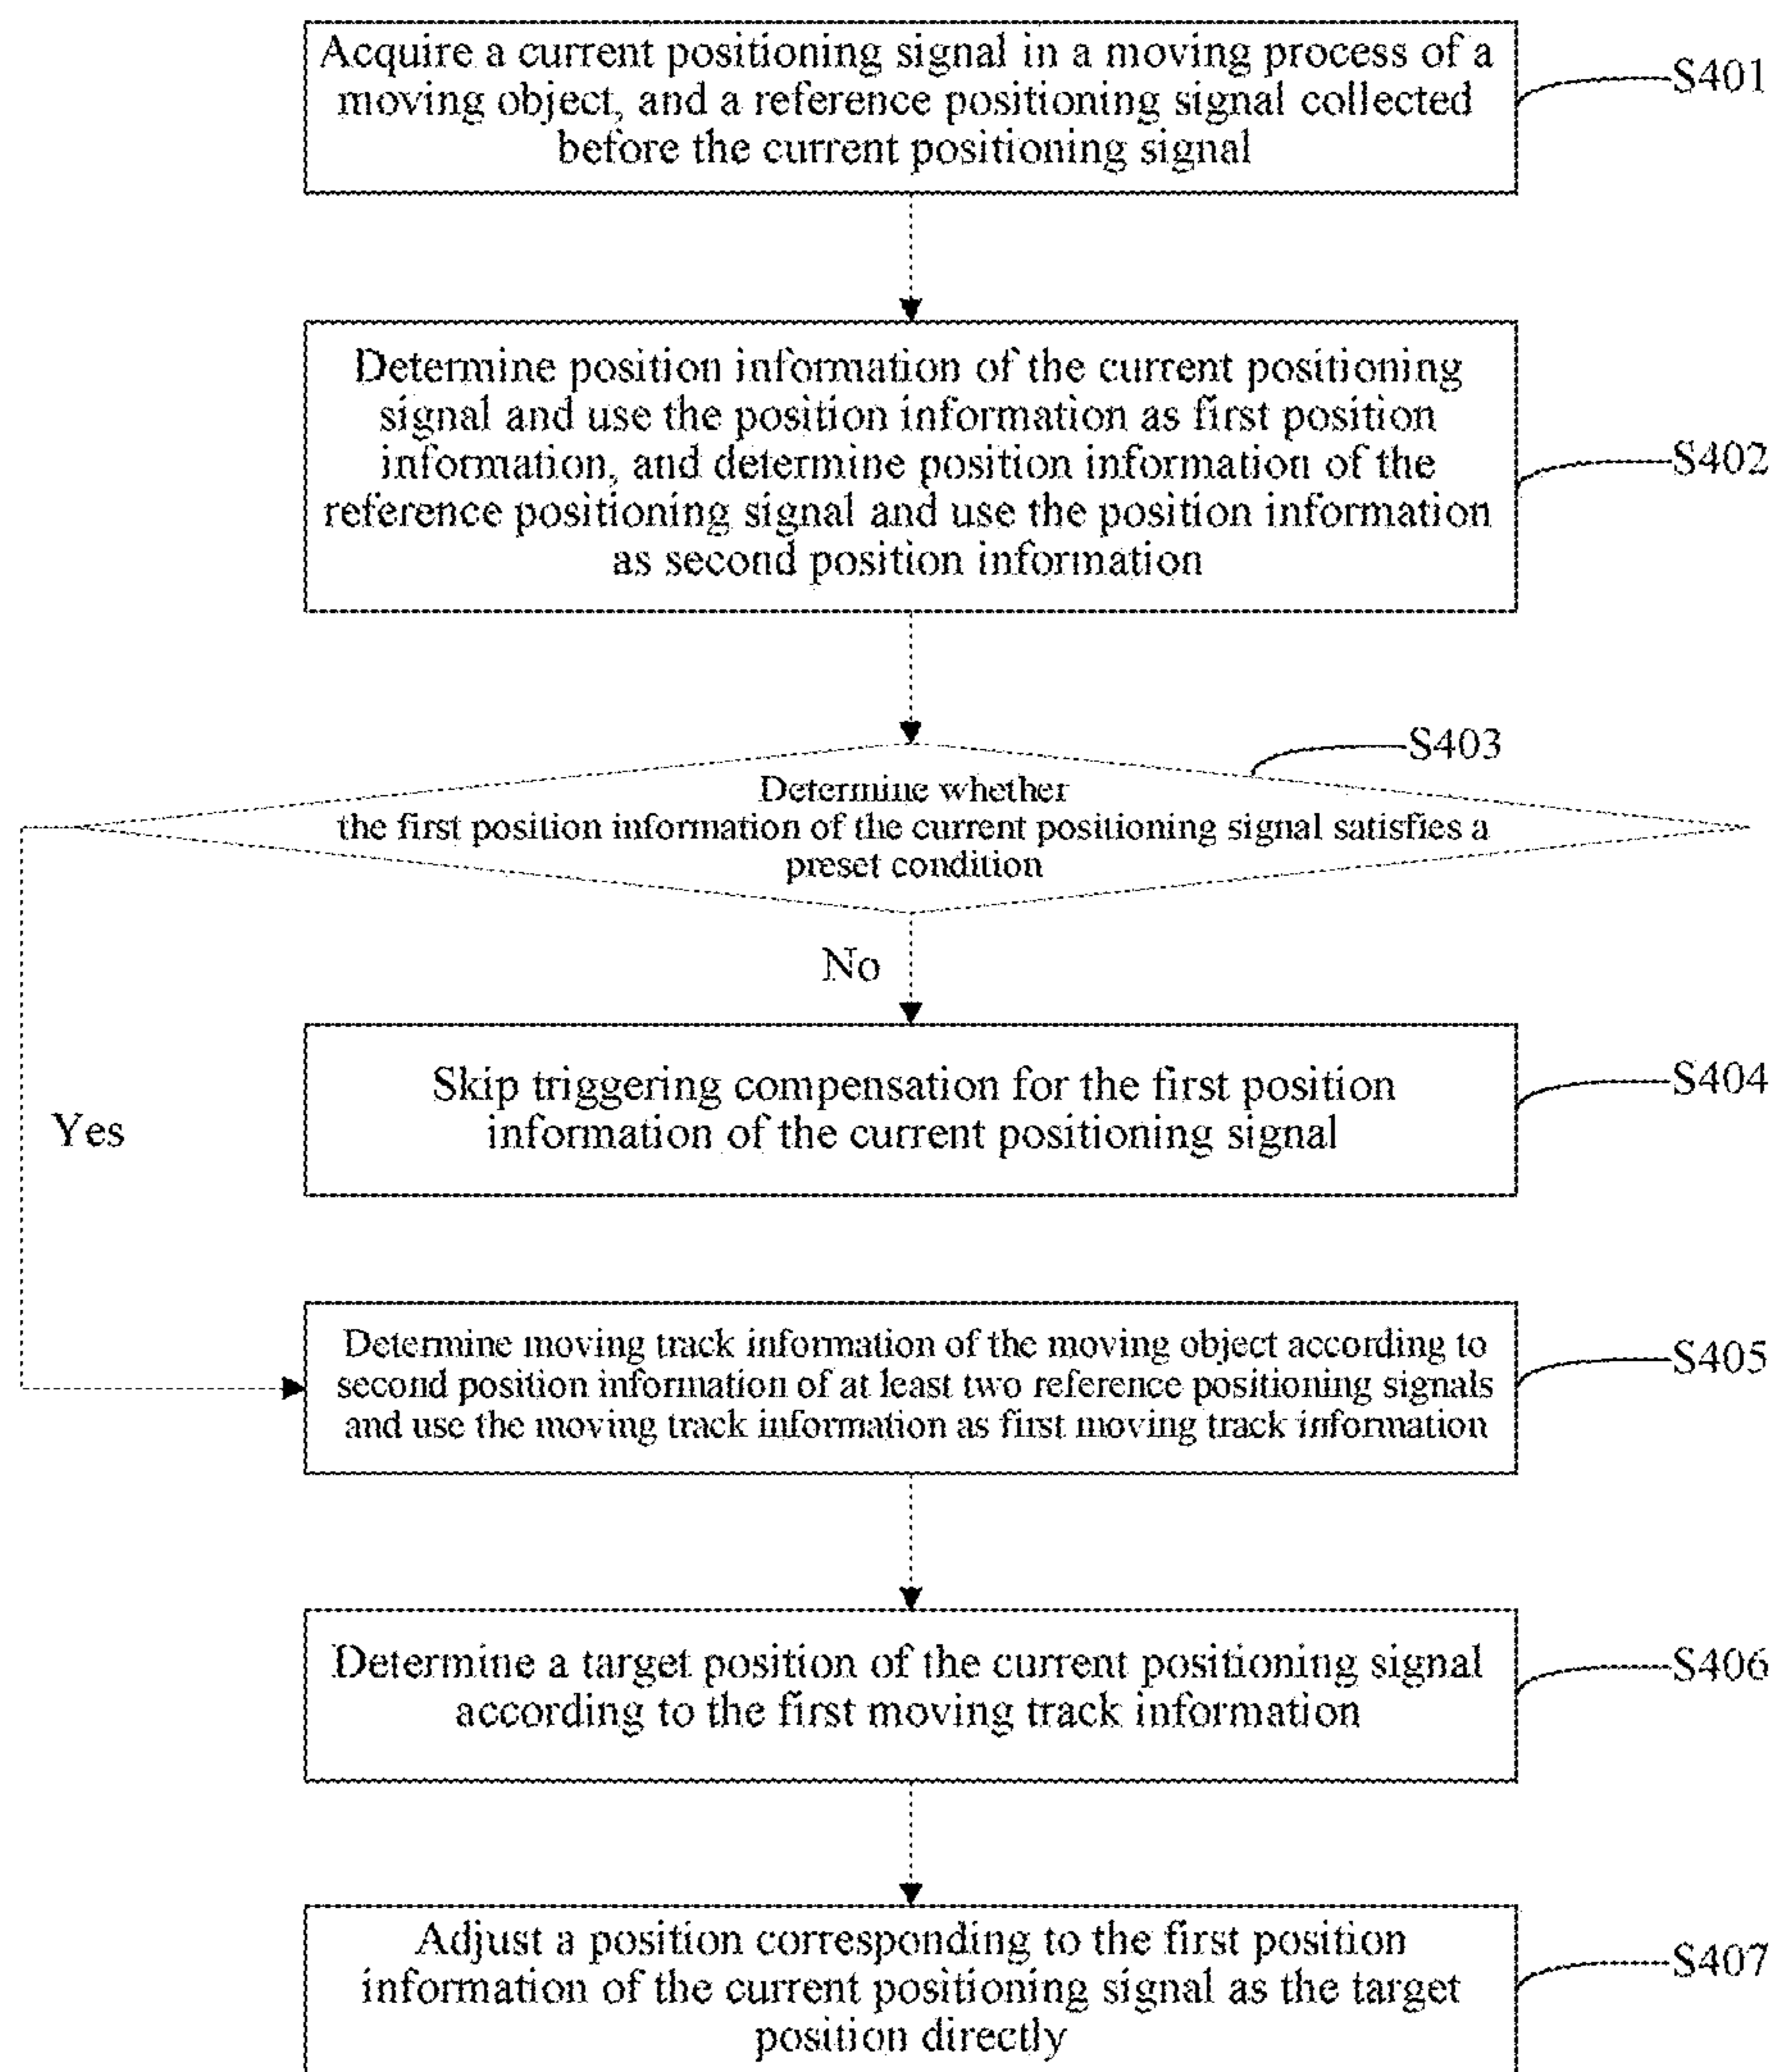 Acquire a current positioning signal in a moving process of a
moving object, and a reference positioning signal collected
before the current positioning signal
S401
Determine position information of the current positioning
signal and use the position information as first position
information, and determine position information of the
reference positioning signal and use the position information
as second position information
S402
S403
Determine whether
the first position information of the current positioning signal satisfies a
preset condition
No
Yes
Skip triggering compensation for the first position
information of the current positioning signal
S404
Determine moving track information of the moving object according to
second position information of at least two reference positioning signals
and use the moving track information as first moving track information
S405
Determine a target position of the current positioning signal
according to the first moving track information
S406
Adjust a position corresponding to the first position
information of the current positioning signal as the target
position directly
S407